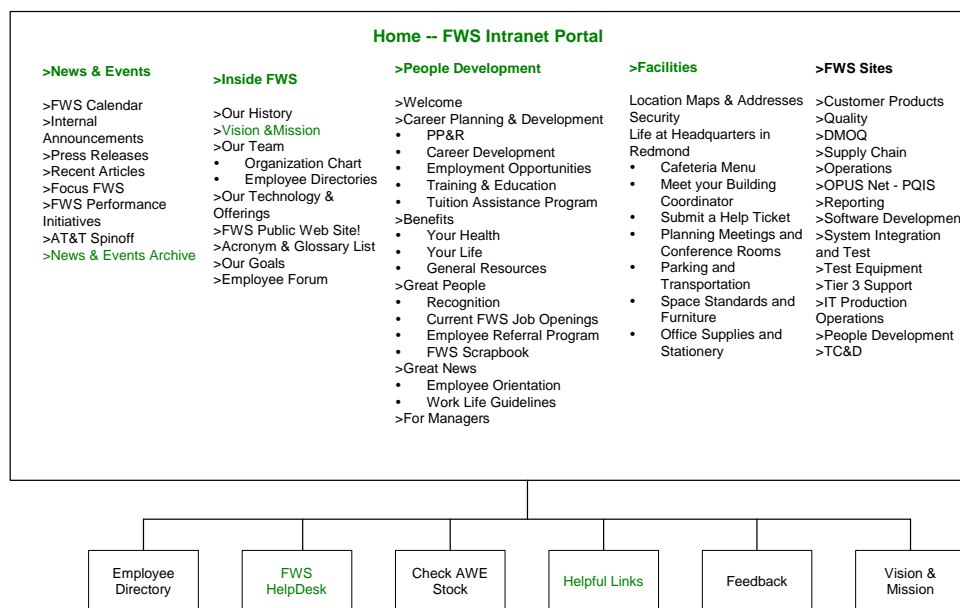 Home -- FWS Intranet Portal
>News & Events
>FWS Calendar
>Internal
Announcements
>Press Releases
>Recent Articles
>Focus FWS
>FWS Performance
Initiatives
>AT&T Spinoff
>News & Events Archive
>Inside FWS
>Our History
>Vision &Mission
>Our Team
• Organization Chart
• Employee Directories
>Our Technology &
Offerings
>FWS Public Web Site!
>Acronym & Glossary List
>Our Goals
>Employee Forum
>People Development
>Welcome
>Career Planning & Development
• PP&R
• Career Development
• Employment Opportunities
• Training & Education
• Tuition Assistance Program
>Benefits
• Your Health
• Your Life
• General Resources
>Great People
• Recognition
• Current FWS Job Openings
• Employee Referral Program
• FWS Scrapbook
>Great News
• Employee Orientation
• Work Life Guidelines
>For Managers
>Facilities
Location Maps & Addresses
Security
Life at Headquarters in
Redmond
• Cafeteria Menu
• Meet your Building
Coordinator
• Submit a Help Ticket
• Planning Meetings and
Conference Rooms
• Parking and
Transportation
• Space Standards and
Furniture
• Office Supplies and
Stationery
>FWS Sites
>Customer Products
>Quality
>DMOQ
>Supply Chain
>Operations
>OPUS Net - PQIS
>Reporting
>Software Developmen
>System Integration
and Test
>Test Equipment
>Tier 3 Support
>IT Production
Operations
>People Development
>TC&D
Employee
Directory
FWS
HelpDesk
Check AWE
Stock
Helpful Links
Feedback
Vision &
Mission